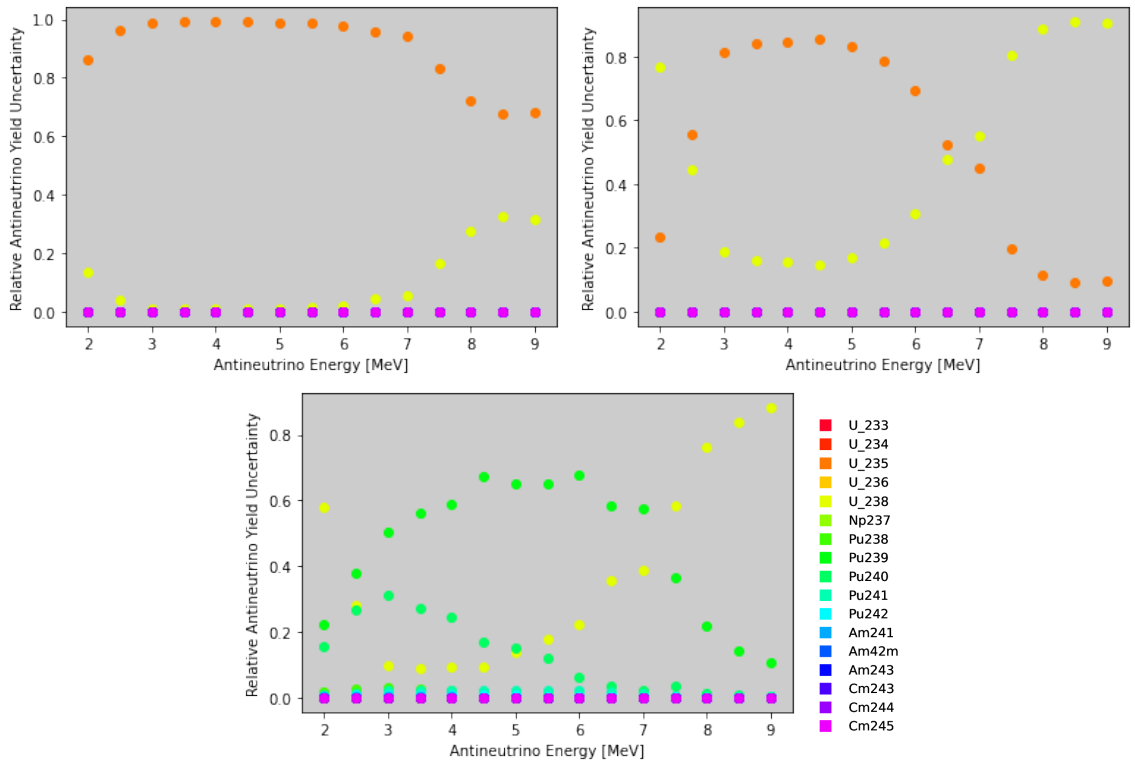 Relative Antineutrino Yield Uncertainty
1.0
0.8
0.6
0.4
0.2
0.0
2 3 4 5 6 7 8 9
Antineutrino Energy [MeV]
Relative Antineutrino Yield Uncertainty
0.8
0.6
0.4
0.2
0.0
2 3 4 5 6 7 8 9
Antineutrino Energy [MeV]
Relative Antineutrino Yield Uncertainty
0.8
0.6
0.4
0.2
0.0
2 3 4 5 6 7 8 9
Antineutrino Energy [MeV]
U_233
U_234
U_235
U_236
U_238
Np237
Pu238
Pu239
Pu240
Pu241
Pu242
Am241
Am42m
Am243
Cm243
Cm244
Cm245